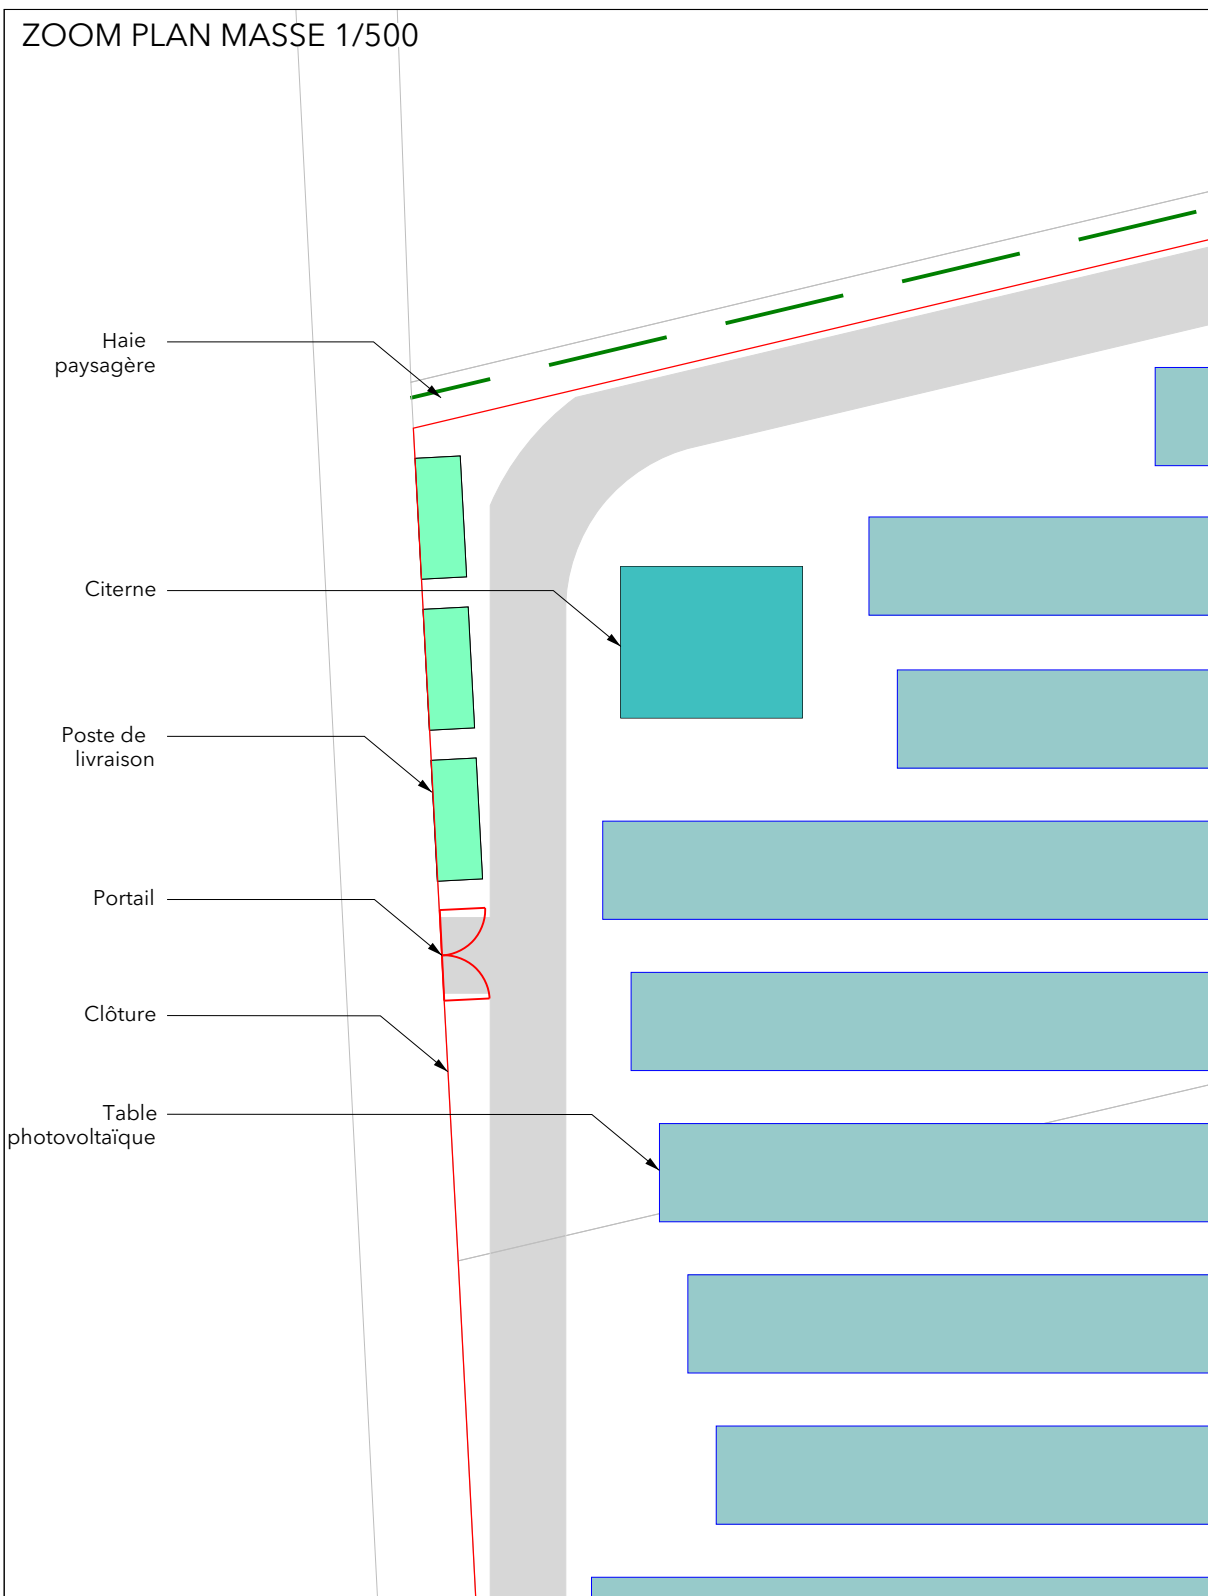 ZOOM PLAN MASSE 1/500
Haie
paysagère
Citerne
Poste de
livraison
Portail
Clôture
Table
photovoltaïque